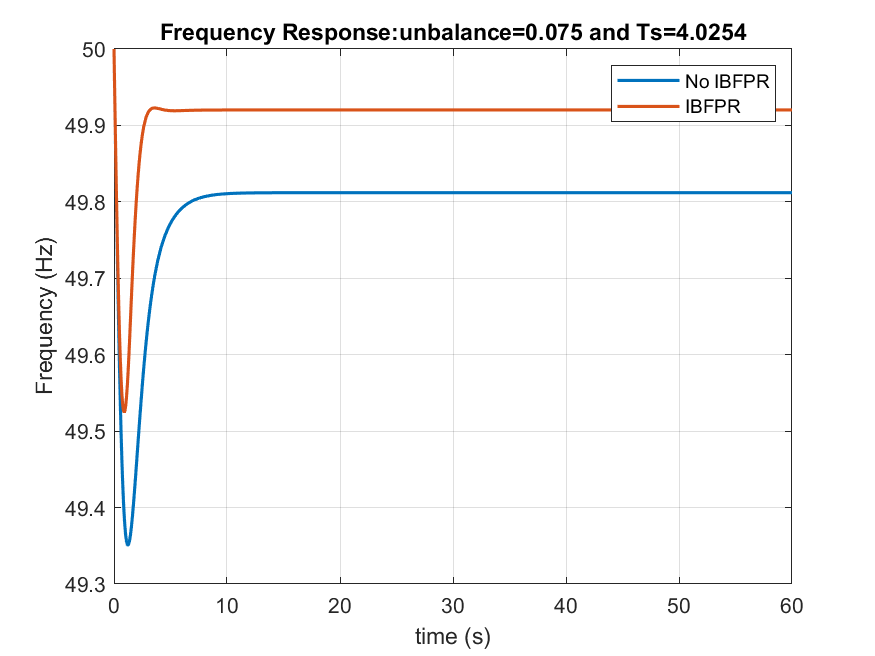 Frequency Response:unbalance=0.075 and Ts=4.0254
No IBFPR
IBFPR
50
49.9
49.8
49.7
49.6
49.5
49.4
49.3
Frequency (Hz)
0 10 20 30 40 50 60
time (s)